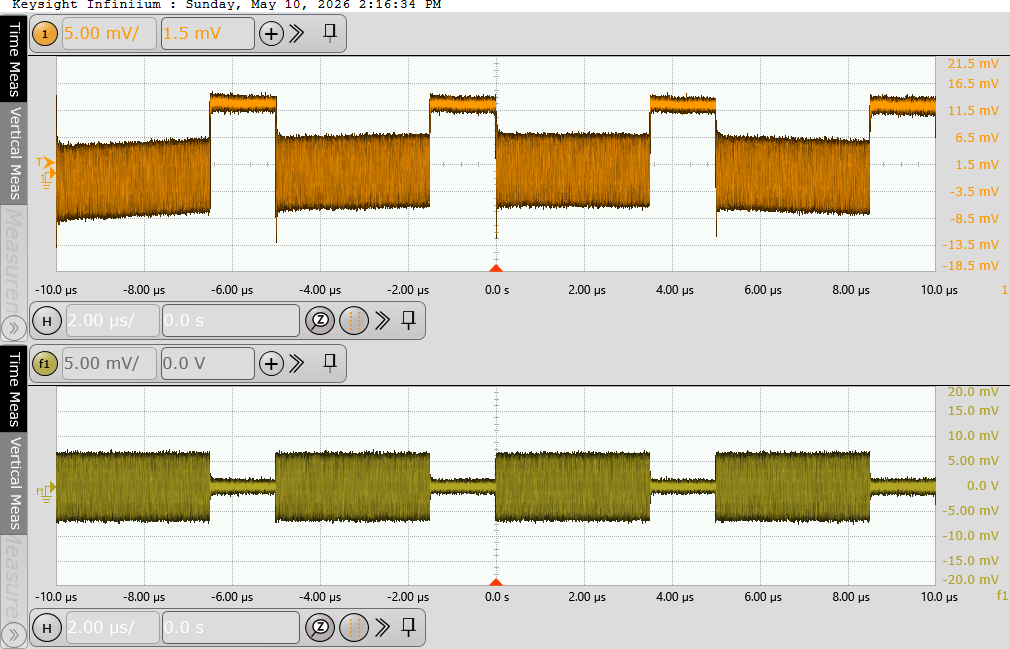 Keysight Infiniium : Sunday, May 10, 2026 2:16:34 PM
Time Meas
Vertical Meas
Measuremen
1
5.00 mV/
1.5 mV
21.5 mV
16.5 mV
11.5 mV
6.5 mV
1.5 mV
-3.5 mV
-8.5 mV
-13.5 mV
-18.5 mV
T
1
-10.0 µs
-8.00 µs
-6.00 µs
-4.00 µs
-2.00 µs
0.0 s
2.00 µs
4.00 µs
6.00 µs
8.00 µs
10.0 µs
1
H
2.00 µs/
0.0 s
Z
Time Meas
Vertical Meas
Measuremen
f1
5.00 mV/
0.0 V
20.0 mV
15.0 mV
10.0 mV
5.00 mV
0.0 V
-5.00 mV
-10.0 mV
-15.0 mV
-20.0 mV
f1
-10.0 µs
-8.00 µs
-6.00 µs
-4.00 µs
-2.00 µs
0.0 s
2.00 µs
4.00 µs
6.00 µs
8.00 µs
10.0 µs
f1
H
2.00 µs/
0.0 s
Z